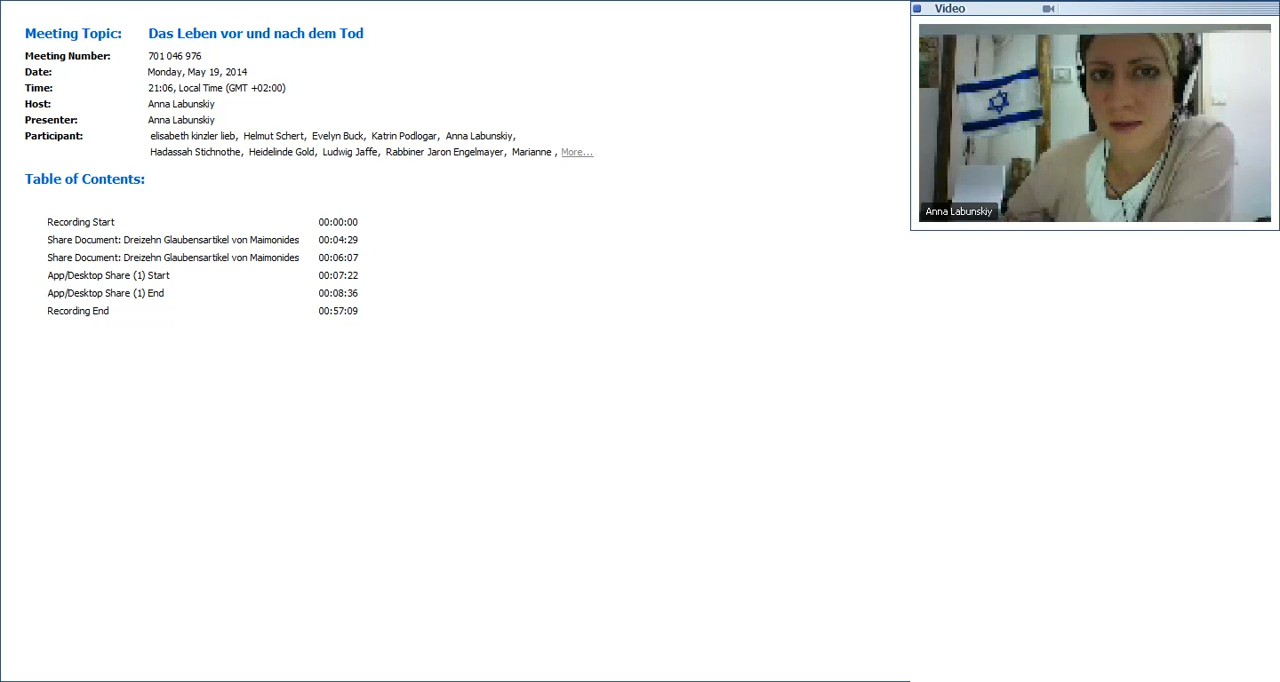 Meeting Topic: Das Leben vor und nach dem Tod
Meeting Number: 701 046 976
Date: Monday, May 19, 2014
Time: 21:06, Local Time (GMT +02:00)
Host: Anna Labunskiy
Presenter: Anna Labunskiy
Participant: elisabeth kinzler lieb, Helmut Schert, Evelyn Buck, Katrin Podlogar, Anna Labunskiy,
Hadassah Stichnothe, Heidelinde Gold, Ludwig Jaffe, Rabbiner Jaron Engelmayer, Marianne , More...
Table of Contents:
Recording Start 00:00:00
Share Document: Dreizehn Glaubensartikel von Maimonides 00:04:29
Share Document: Dreizehn Glaubensartikel von Maimonides 00:06:07
App/Desktop Share (1) Start 00:07:22
App/Desktop Share (1) End 00:08:36
Recording End 00:57:09
Video
Anna Labunskiy